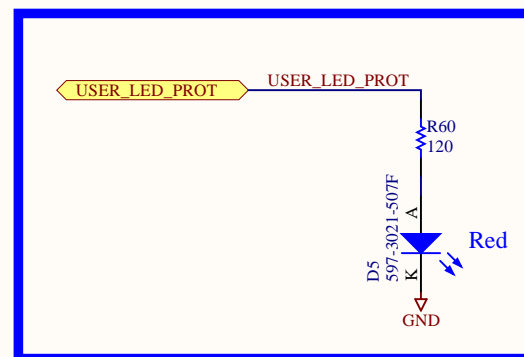 USER_LED_PROT
USER_LED_PROT
R60
120
A
D5
597-3021-507F
K
Red
GND